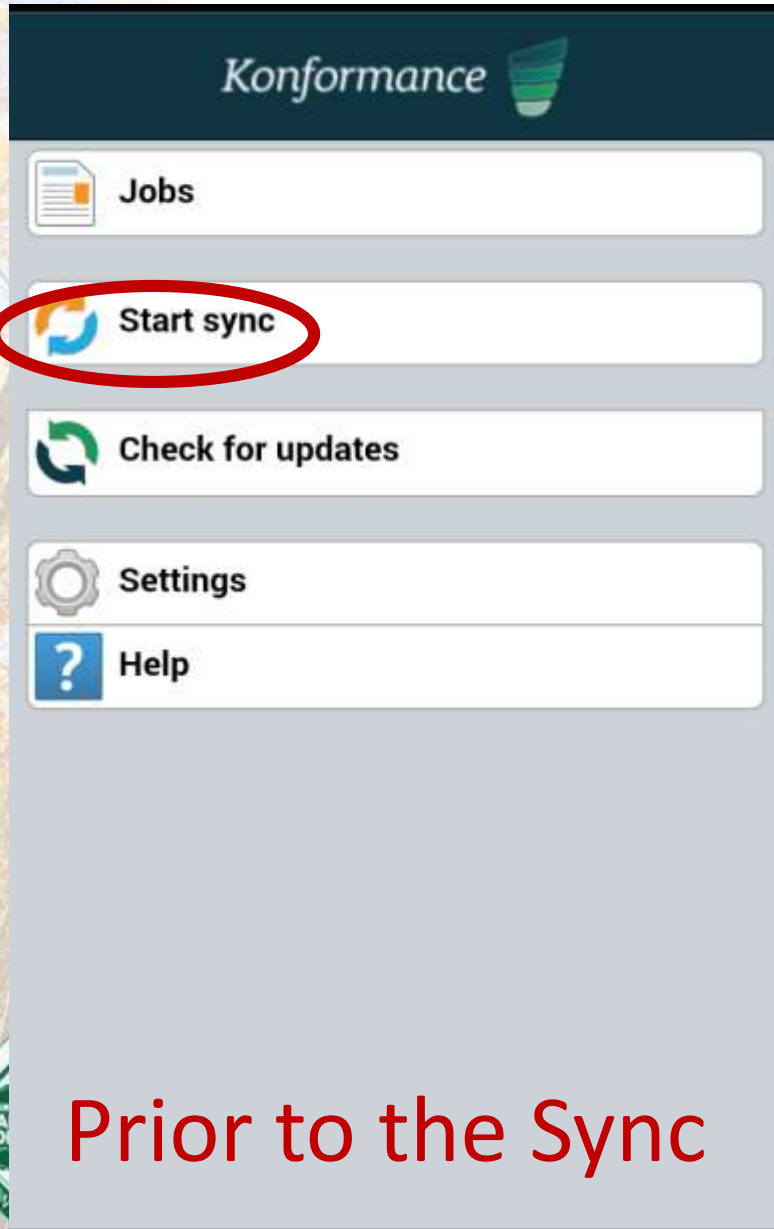 Konformance
Jobs
Start sync
Check for updates
Settings
? Help
Prior to the Sync